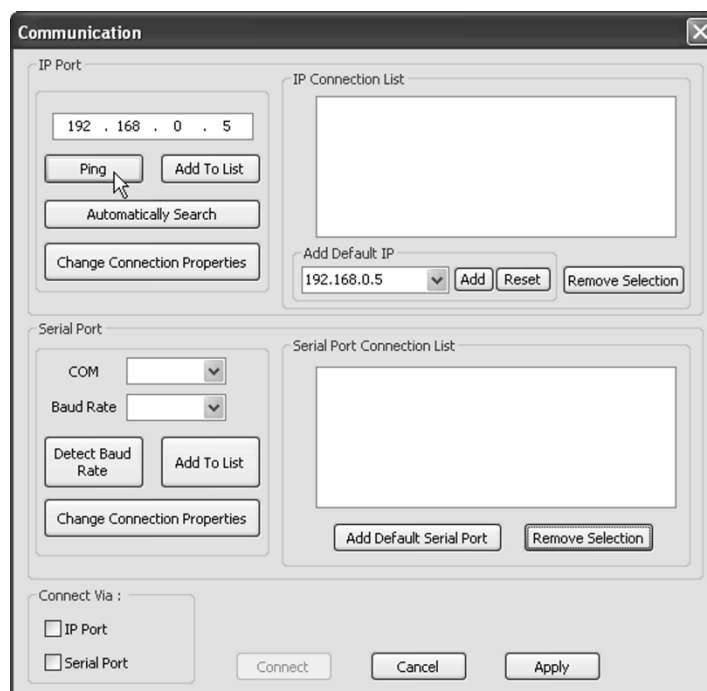 Communication
IP Port
192 . 168 . 0 . 5
Ping
Add To List
Automatically Search
Change Connection Properties
IP Connection List
Add Default IP
192.168.0.5
Add
Reset
Remove Selection
Serial Port
COM
Baud Rate
Detect Baud
Rate
Add To List
Change Connection Properties
Serial Port Connection List
Add Default Serial Port
Remove Selection
Connect Via :
IP Port
Serial Port
Connect
Cancel
Apply